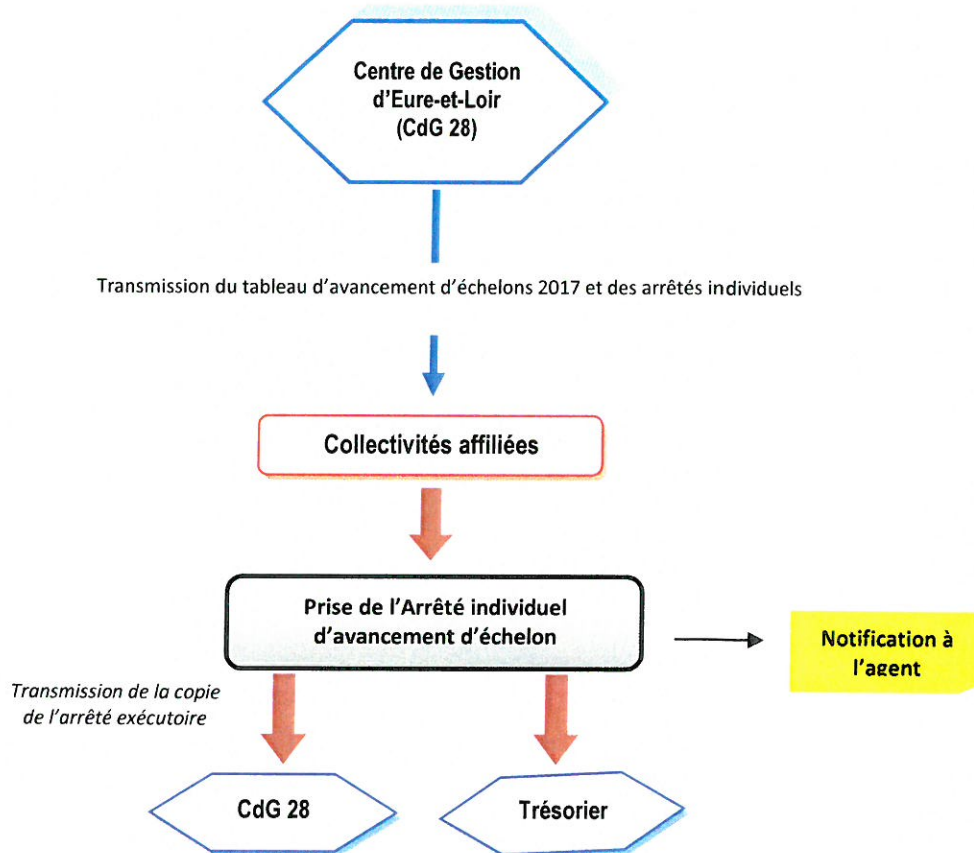 Centre de Gestion
d'Eure-et-Loir
(CdG 28)
Transmission du tableau d'avancement d'échelons 2017 et des arrêtés individuels
Collectivités affiliées
Prise de l'Arrêté individuel
d'avancement d'échelon
Notification à
l'agent
Transmission de la copie
de l'arrêté exécutoire
CdG 28
Trésorier